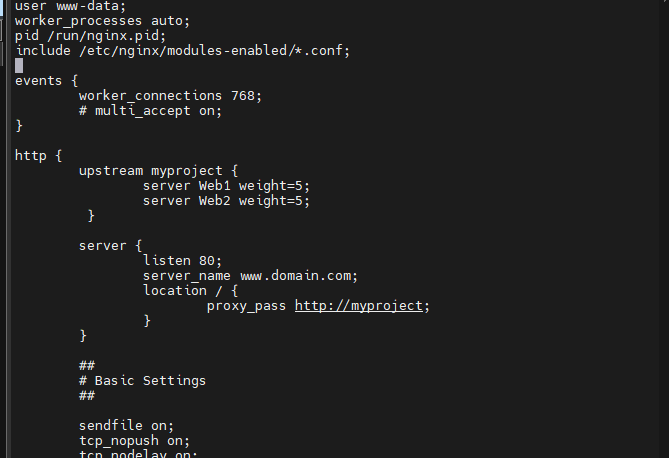 user www-data;
worker_processes auto;
pid /run/nginx.pid;
include /etc/nginx/modules-enabled/*.conf;
events {
worker_connections 768;
# multi_accept on;
}
http {
upstream myproject {
server Web1 weight=5;
server Web2 weight=5;
}
server {
listen 80;
server_name www.domain.com;
location / {
proxy_pass http://myproject;
}
}
##
# Basic Settings
##
sendfile on;
tcp_nopush on;
tcp_nodelay on;